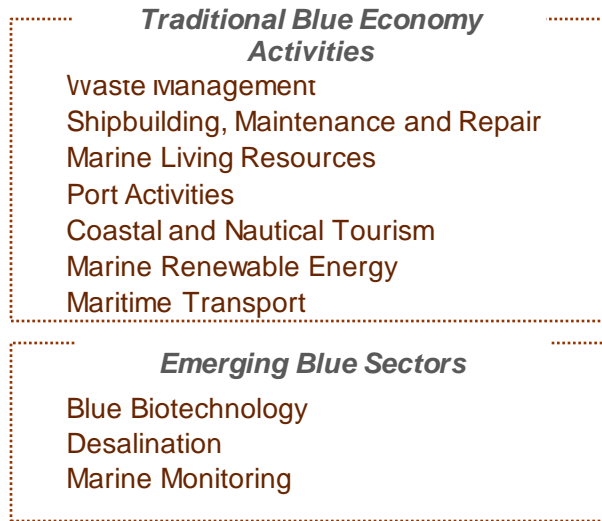 Traditional Blue Economy
Activities
Waste Management
Shipbuilding, Maintenance and Repair
Marine Living Resources
Port Activities
Coastal and Nautical Tourism
Marine Renewable Energy
Maritime Transport
Emerging Blue Sectors
Blue Biotechnology
Desalination
Marine Monitoring